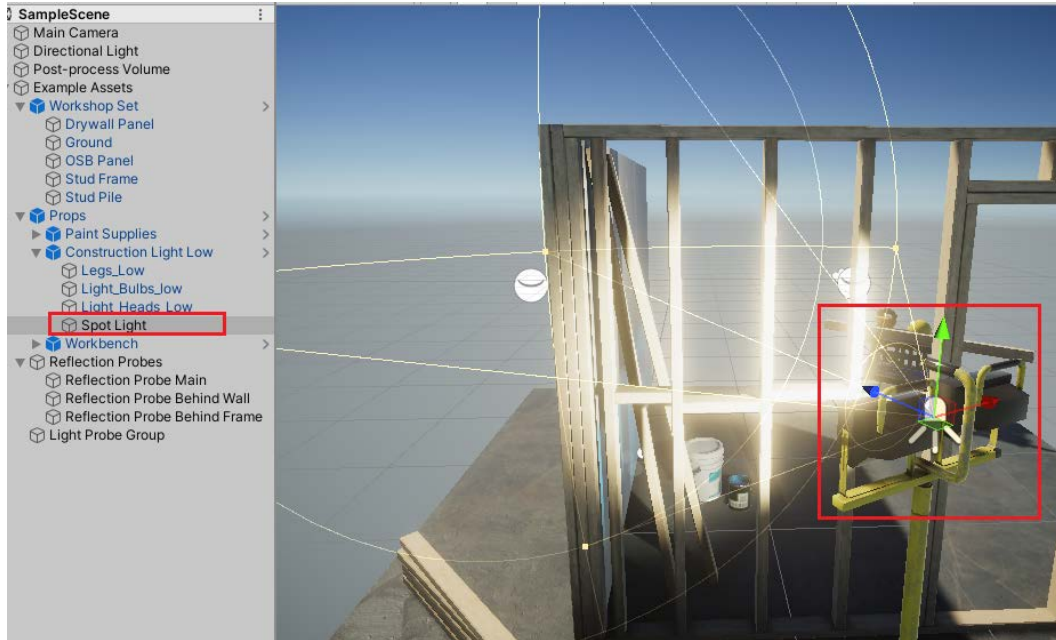 SampleScene
Main Camera
Directional Light
Post-process Volume
Example Assets
Workshop Set
Drywall Panel
Ground
OSB Panel
Stud Frame
Stud Pile
Props
Paint Supplies
Construction Light Low
Legs_Low
Light_Bulbs_low
Light_Heads_Low
Spot Light
Workbench
Reflection Probes
Reflection Probe Main
Reflection Probe Behind Wall
Reflection Probe Behind Frame
Light Probe Group